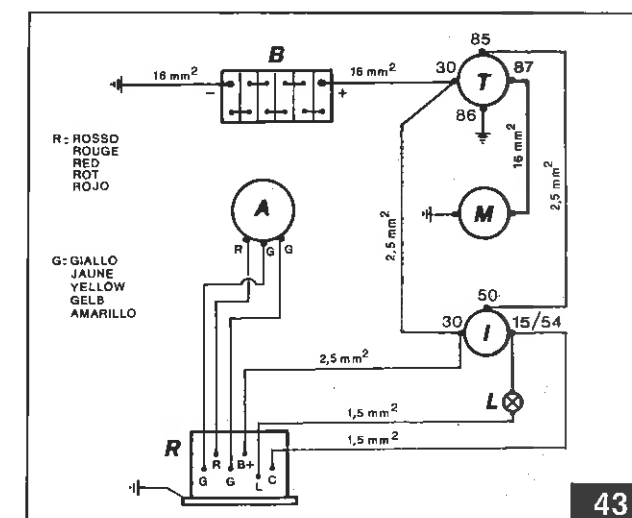 85
B
30
87
16 mm²
16 mm²
T
−
+
86
R: ROSSO
ROUGE
RED
ROT
ROJO
16 mm²
2,5 mm²
A
M
2,5 mm²
R
G
G
G: GIALLO
JAUNE
YELLOW
GELB
AMARILLO
50
30
15/54
I
2,5 mm²
L
1,5 mm²
R
R
B+
1,5 mm²
G
G
L
C
43